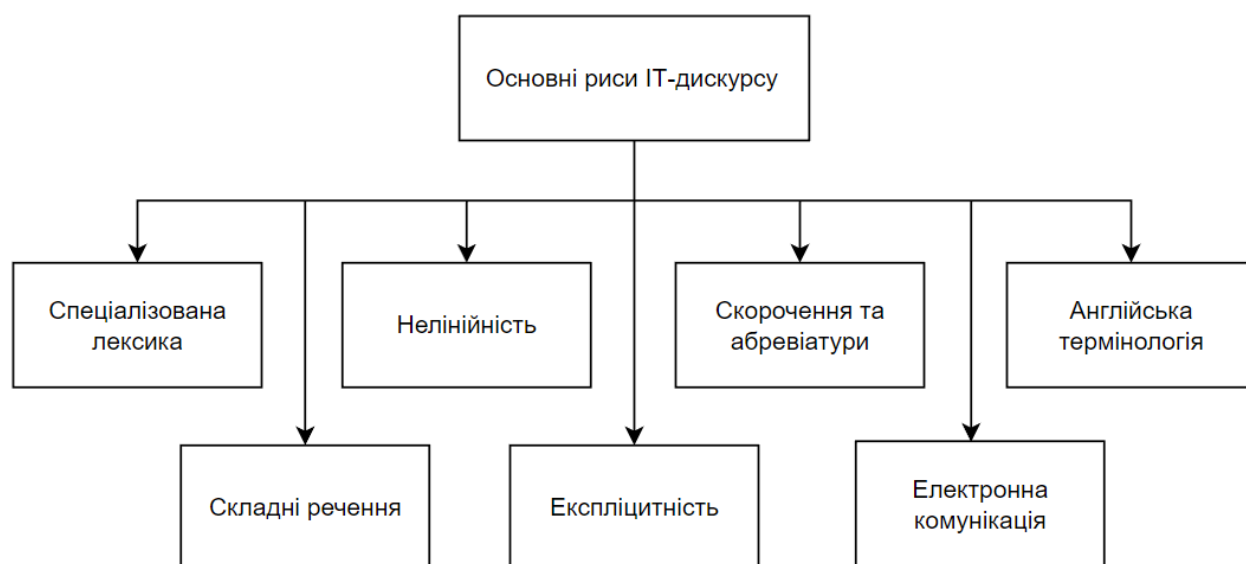 Основні риси ІТ-дискурсу
Спеціалізована
лексика
Нелінійність
Скорочення та
абревіатури
Англійська
термінологія
Складні речення
Експліцитність
Електронна
комунікація